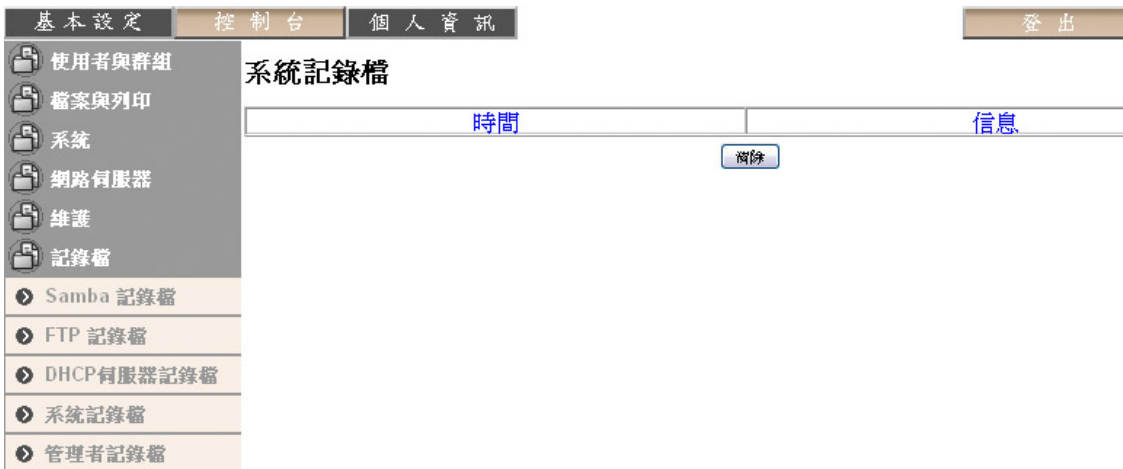 基本設定 控制台 個人資訊 登出
使用者與群組
檔案與列印
系統
網路伺服器
維護
記錄檔
Samba 記錄檔
FTP 記錄檔
DHCP伺服器記錄檔
系統記錄檔
管理者記錄檔
系統記錄檔
時間 信息
清除